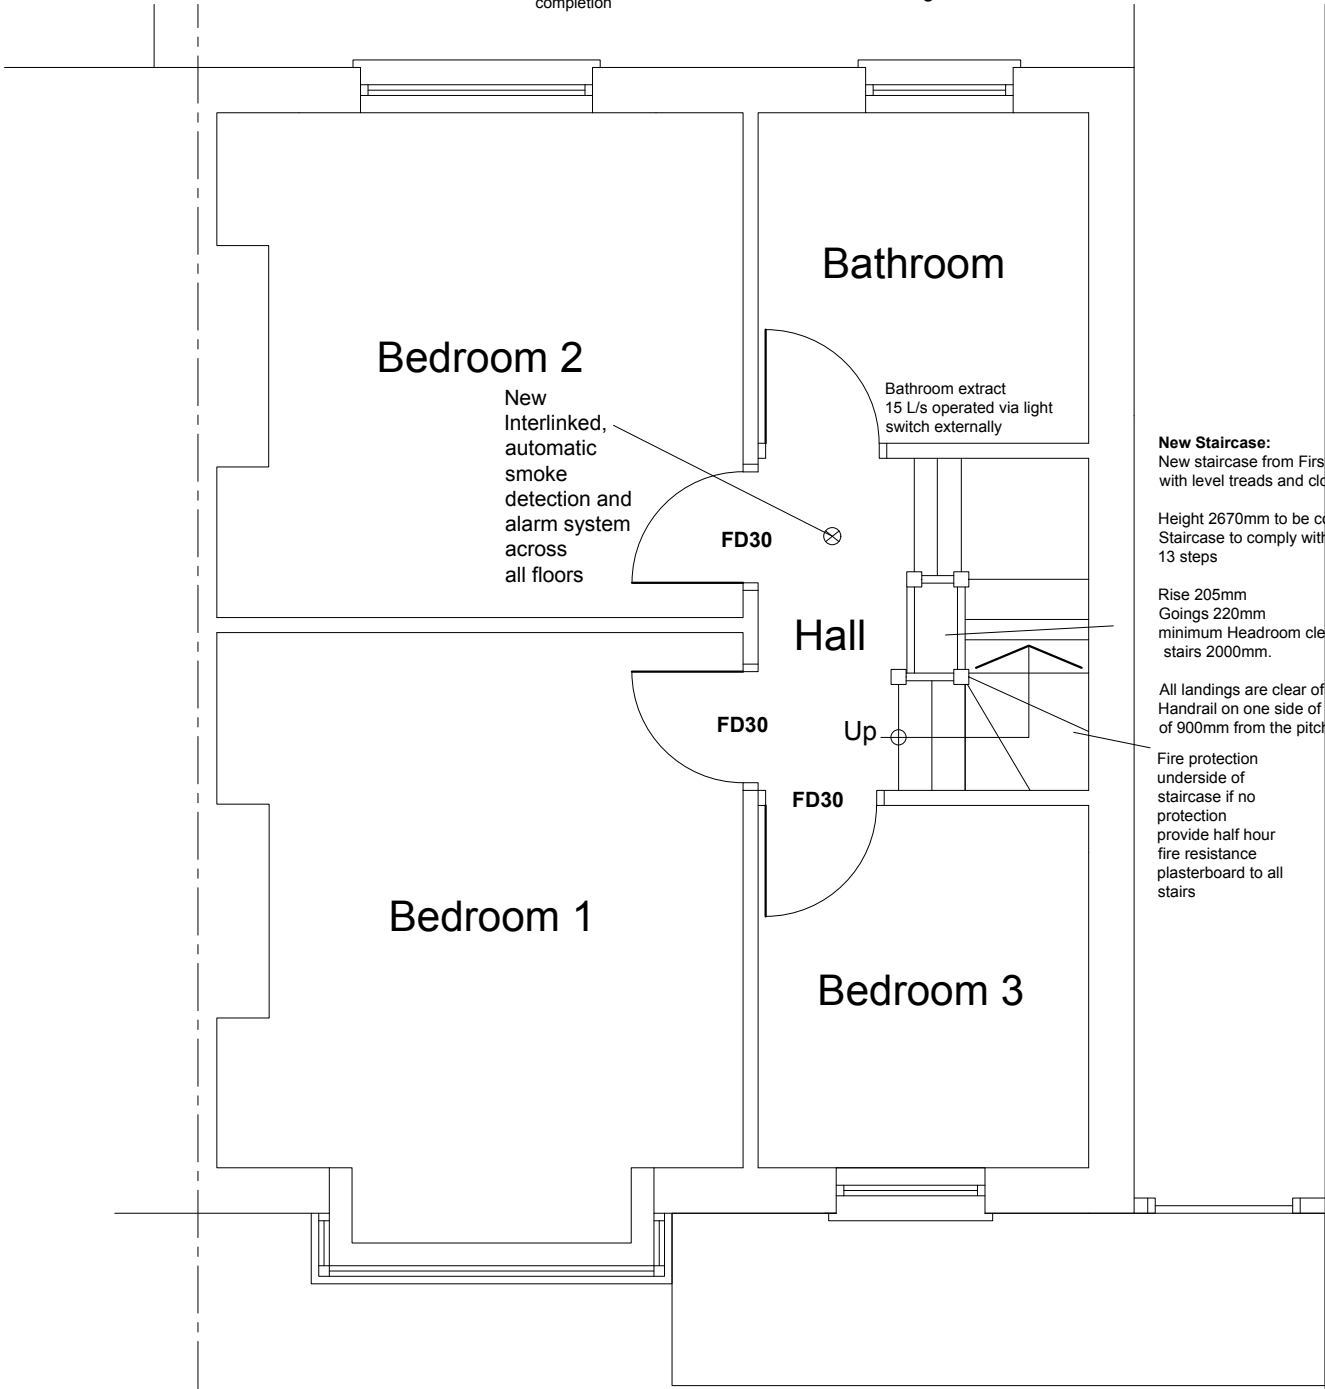 completion
Bathroom
Bedroom 2
New
Interlinked,
automatic
smoke
detection and
alarm system
across
all floors
Bathroom extract
15 L/s operated via light
switch externally
FD30
Hall
FD30
Up
FD30
New Staircase:
New staircase from Firs
with level treads and clo
Height 2670mm to be co
Staircase to comply with
13 steps
Rise 205mm
Goings 220mm
minimum Headroom cle
stairs 2000mm.
All landings are clear of
Handrail on one side of
of 900mm from the pitch
Fire protection
underside of
staircase if no
protection
provide half hour
fire resistance
plasterboard to all
stairs
Bedroom 1
Bedroom 3